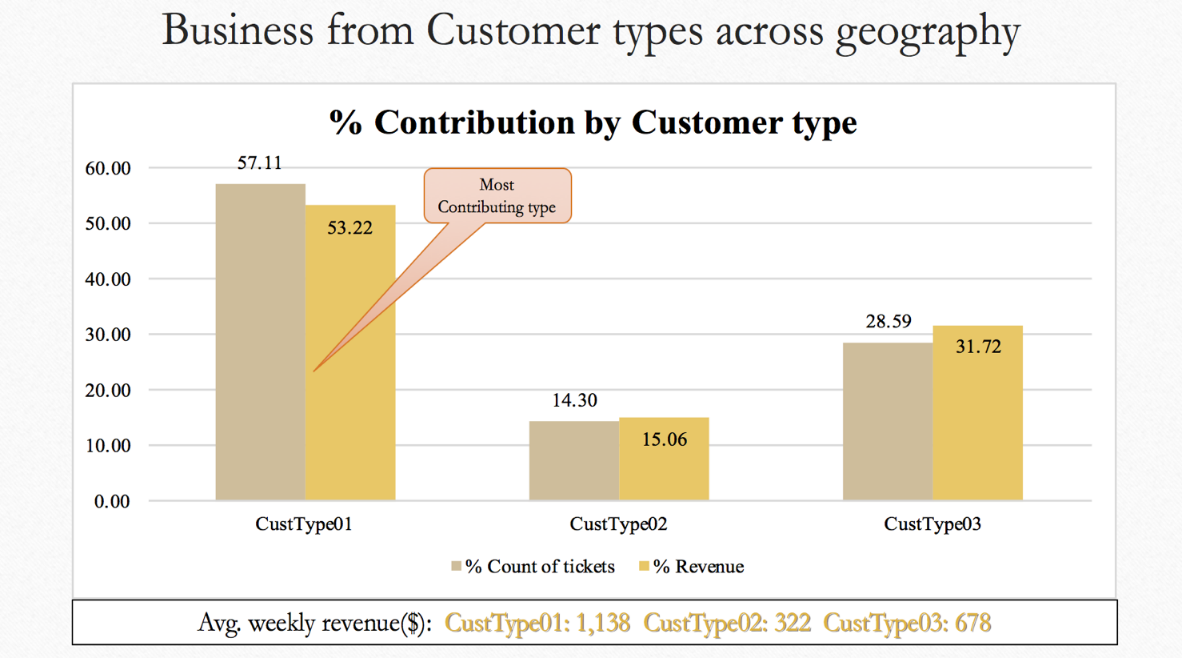 Business from Customer types across geography
% Contribution by Customer type
60.00
50.00
40.00
30.00
20.00
10.00
0.00
57.11
53.22
Most
Contributing type
14.30
15.06
28.59
31.72
CustType01
CustType02
CustType03
% Count of tickets % Revenue
Avg. weekly revenue($): CustType01: 1,138 CustType02: 322 CustType03: 678